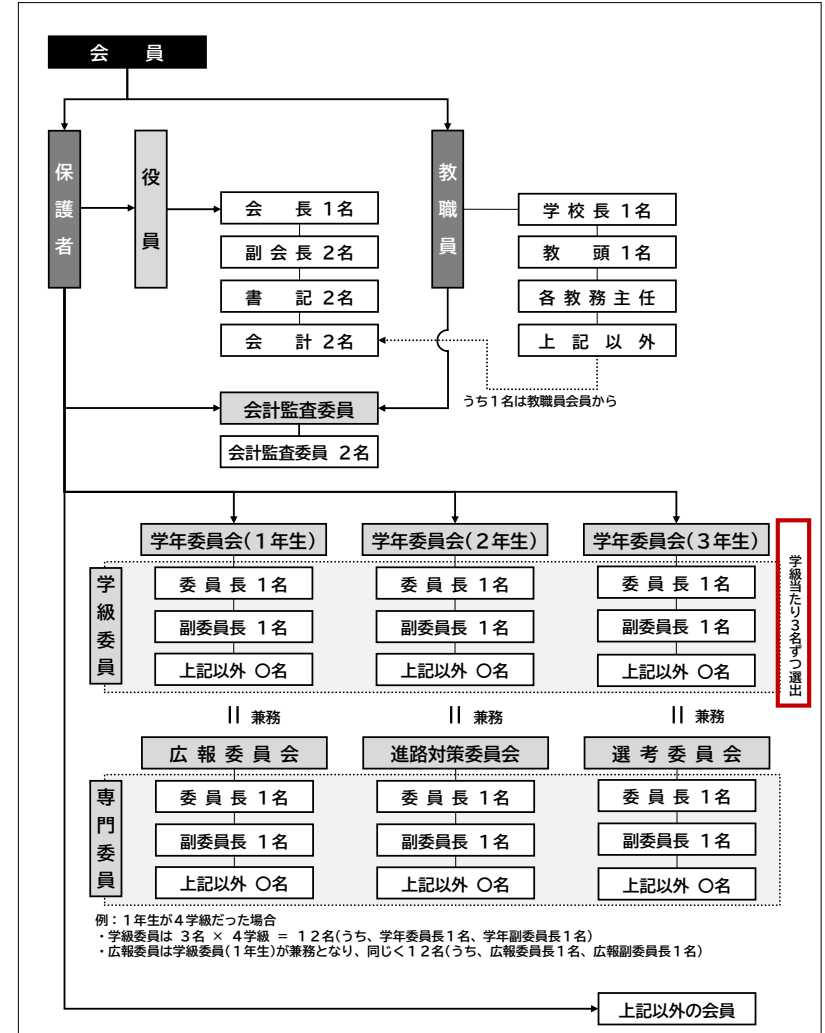 会　員
保護者
役員
教職員
会　長 1名
副会長 2名
書　記 2名
会　計 2名
学校長 1名
教　頭 1名
各教務主任
上記以外
うち1名は教職員会員から
会計監査委員
会計監査委員 2名
学年委員会(1年生)
学年委員会(2年生)
学年委員会(3年生)
学級当たり3名ずつ選出
学級委員
委員長 1名
委員長 1名
委員長 1名
副委員長 1名
副委員長 1名
副委員長 1名
上記以外 〇名
上記以外 〇名
上記以外 〇名
|| 兼務
|| 兼務
|| 兼務
広報委員会
進路対策委員会
選考委員会
専門委員
委員長 1名
委員長 1名
委員長 1名
副委員長 1名
副委員長 1名
副委員長 1名
上記以外 〇名
上記以外 〇名
上記以外 〇名
例：1年生が4学級だった場合
・学級委員は 3名 × 4学級 ＝ 12名(うち、学年委員長1名、学年副委員長1名)
・広報委員は学級委員(1年生)が兼務となり、同じく12名(うち、広報委員長1名、広報副委員長1名)
上記以外の会員